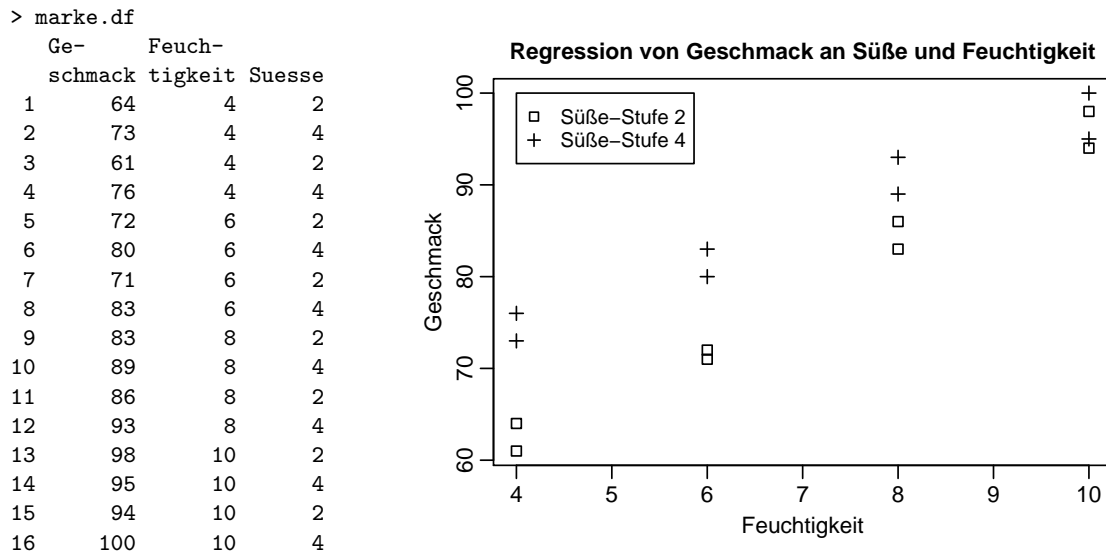 > marke.df
Ge- Feuch-
schmack tigkeit Suesse
1 64 4 2
2 73 4 4
3 61 4 2
4 76 4 4
5 72 6 2
6 80 6 4
7 71 6 2
8 83 6 4
9 83 8 2
10 89 8 4
11 86 8 2
12 93 8 4
13 98 10 2
14 95 10 4
15 94 10 2
16 100 10 4
Regression von Geschmack an Süße und Feuchtigkeit
Süße−Stufe 2
Süße−Stufe 4
100
90
80
70
60
Geschmack
4 5 6 7 8 9 10
Feuchtigkeit